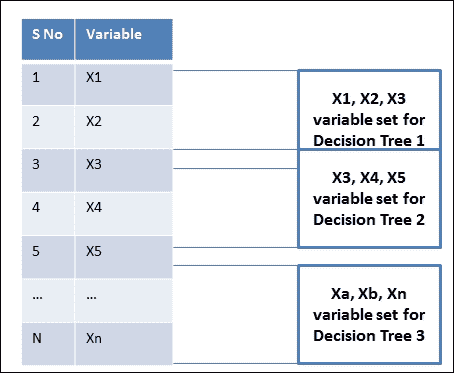 S No Variable
1 X1
2 X2
3 X3
4 X4
5 X5
... ...
N Xn
X1, X2, X3
variable set for
Decision Tree 1
X3, X4, X5
variable set for
Decision Tree 2
Xa, Xb, Xn
variable set for
Decision Tree 3